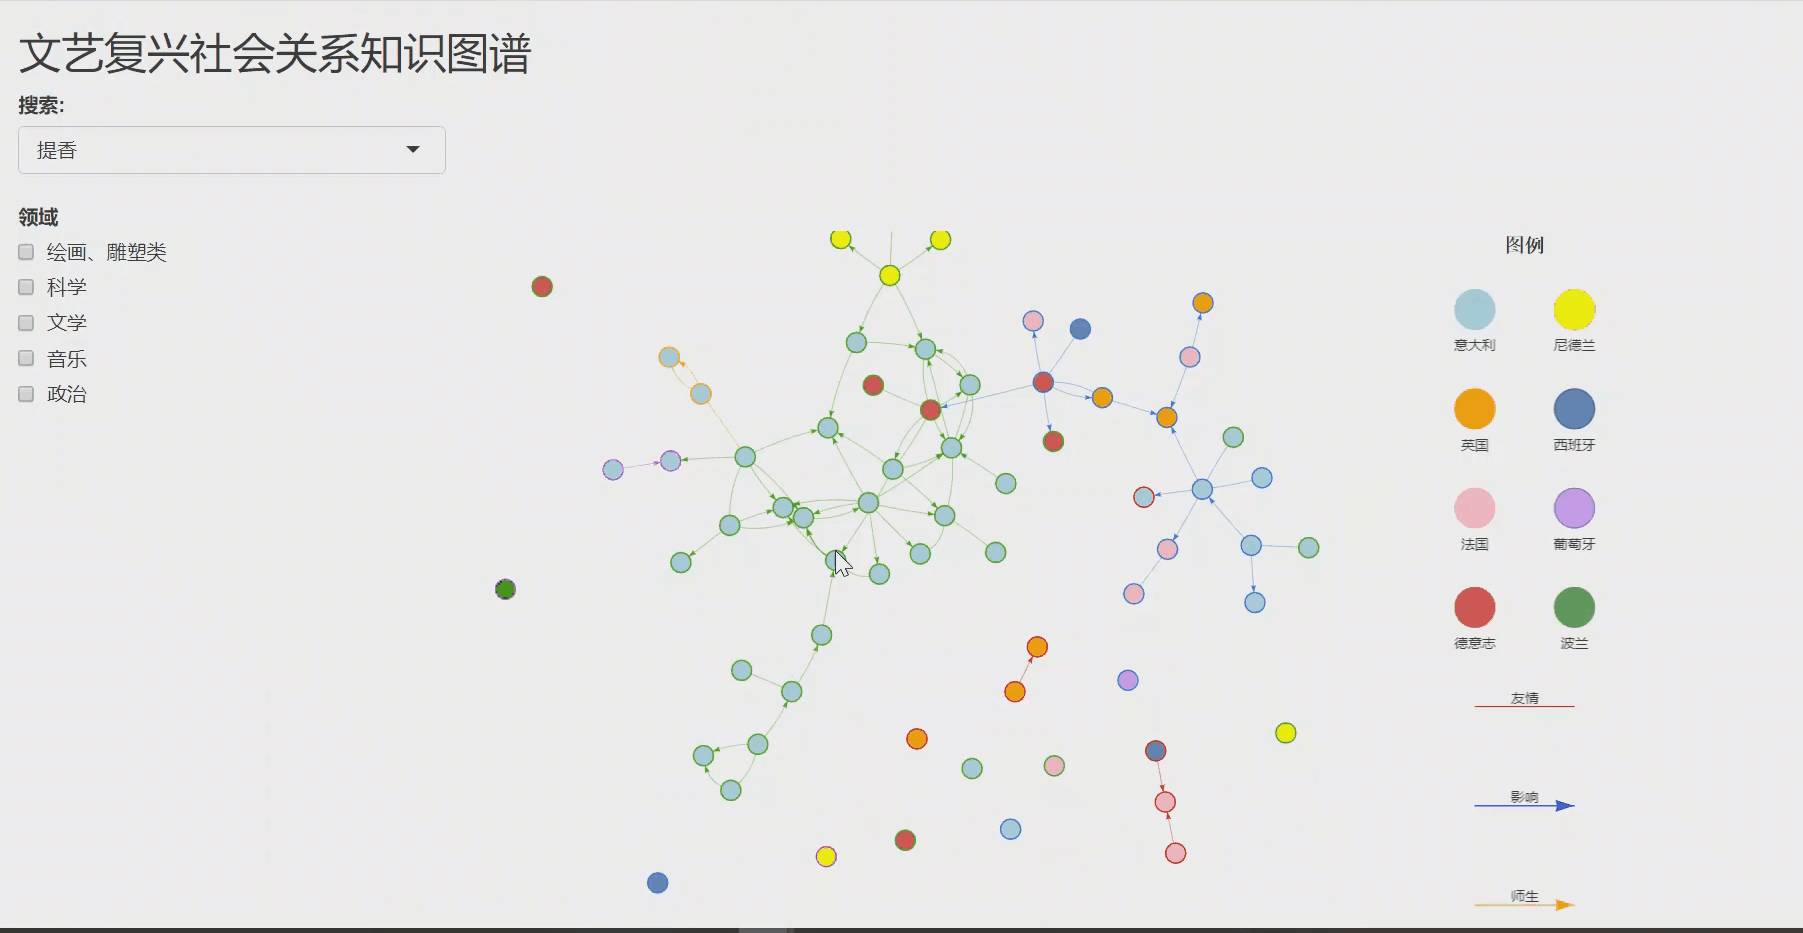 文艺复兴社会关系知识图谱
搜索:
提香
领域
绘画、雕塑类
科学
文学
音乐
政治
图例
意大利
尼德兰
英国
西班牙
法国
葡萄牙
德意志
波兰
友情
影响
师生